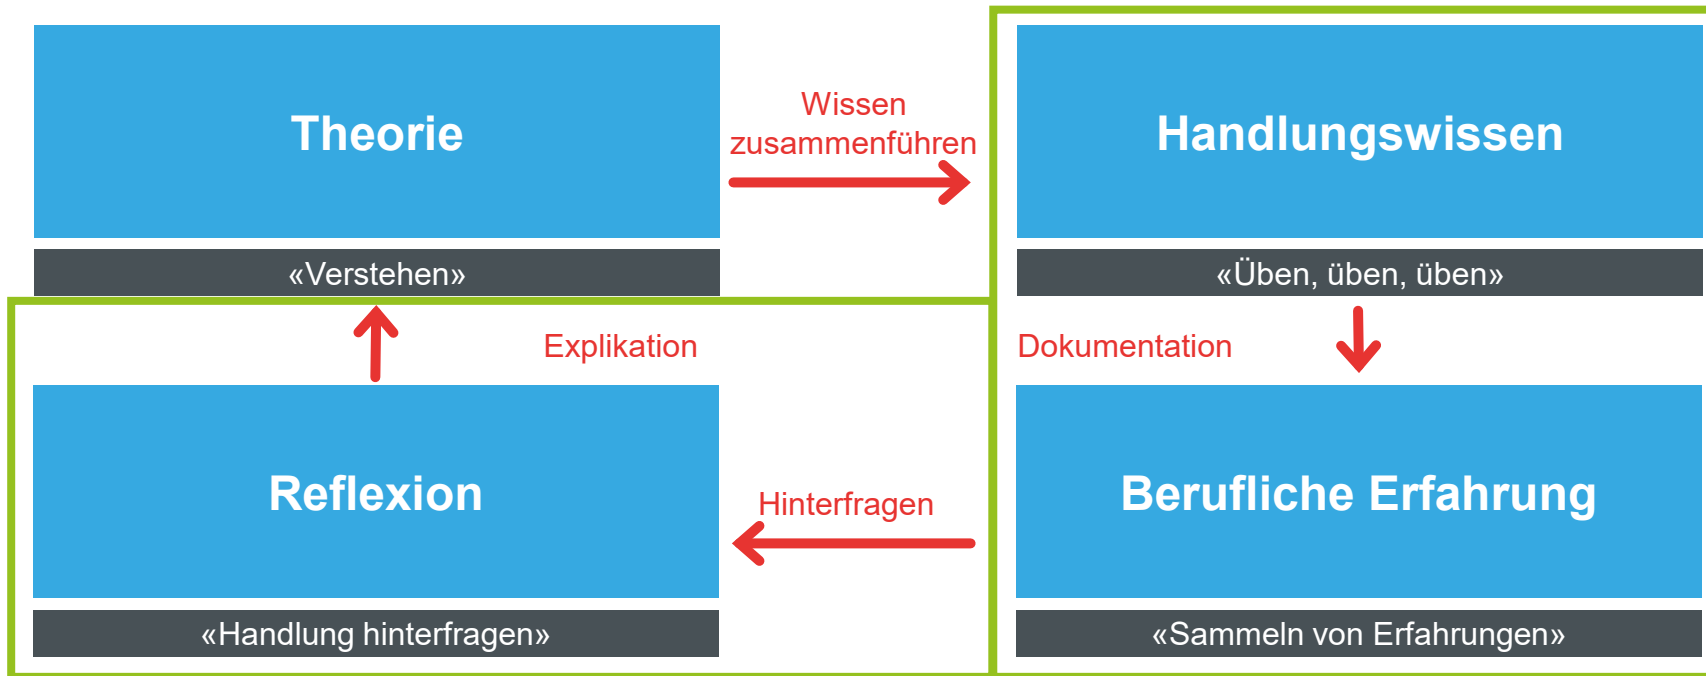 Theorie
«Verstehen»
Wissen
zusammenführen
Handlungswissen
«Üben, üben, üben»
Explikation
Dokumentation
Reflexion
«Handlung hinterfragen»
Hinterfragen
Berufliche Erfahrung
«Sammeln von Erfahrungen»